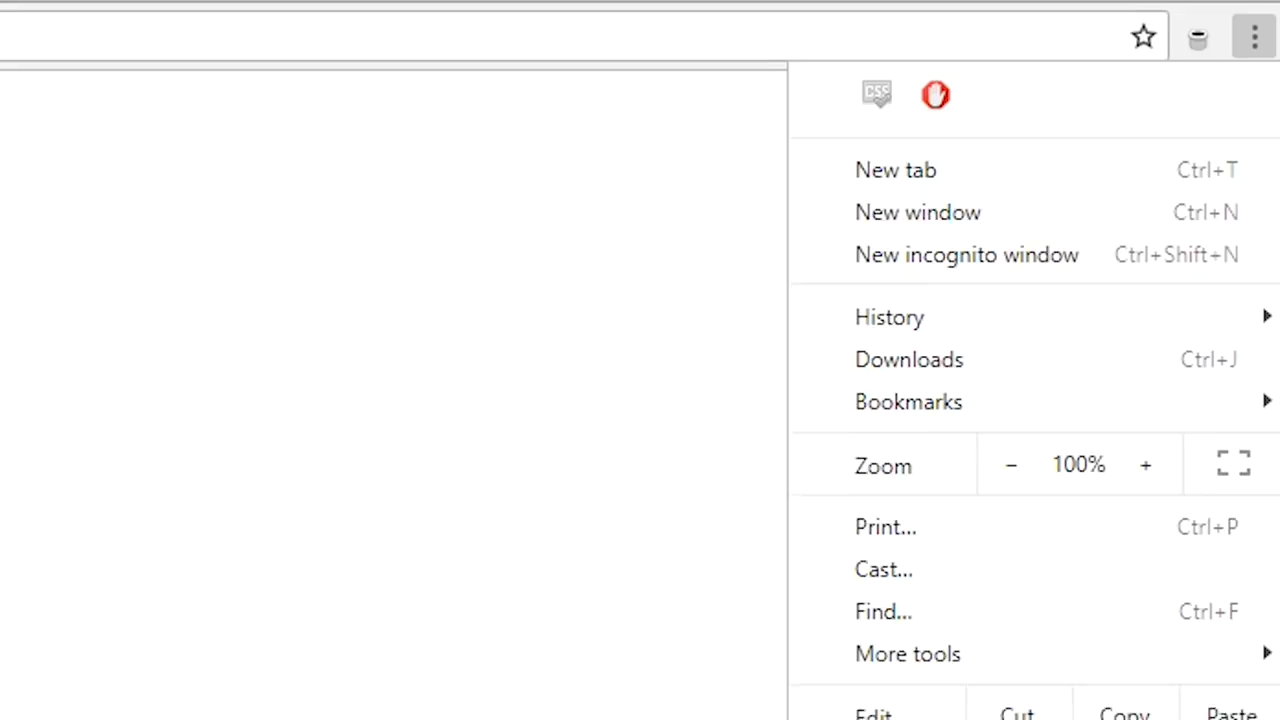 CSS
New tab Ctrl+T
New window Ctrl+N
New incognito window Ctrl+Shift+N
History
Downloads Ctrl+J
Bookmarks
Zoom − 100% +
Print... Ctrl+P
Cast...
Find... Ctrl+F
More tools
Edit Cut Copy Paste